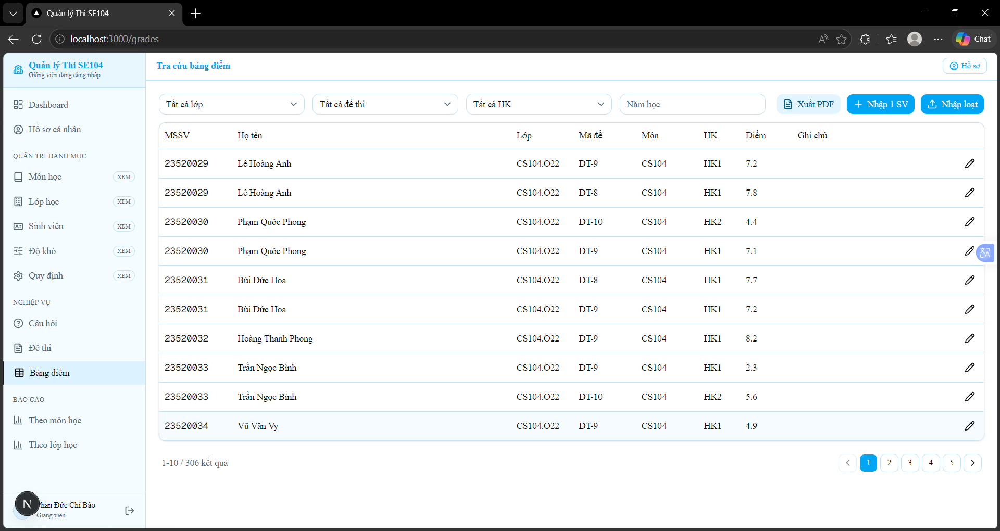 Quản lý Thi SE104
localhost:3000/grades
Chat
Quản lý Thi SE104
Giảng viên đang đăng nhập
Dashboard
Hồ sơ cá nhân
QUẢN TRỊ DANH MỤC
Môn học XEM
Lớp học XEM
Sinh viên XEM
Độ khó XEM
Quy định XEM
NGHIỆP VỤ
Câu hỏi
Đề thi
Bảng điểm
BÁO CÁO
Theo môn học
Theo lớp học
N
Phan Đức Chí Bảo
Giảng viên
Tra cứu bảng điểm
Hồ sơ
Tất cả lớp Tất cả đề thi Tất cả HK Năm học Xuất PDF Nhập 1 SV Nhập loạt
MSSV Họ tên Lớp Mã đề Môn HK Điểm Ghi chú
23520029 Lê Hoàng Anh CS104.O22 DT-9 CS104 HK1 7.2
23520029 Lê Hoàng Anh CS104.O22 DT-8 CS104 HK1 7.8
23520030 Phạm Quốc Phong CS104.O22 DT-10 CS104 HK2 4.4
23520030 Phạm Quốc Phong CS104.O22 DT-9 CS104 HK1 7.1
23520031 Bùi Đức Hoa CS104.O22 DT-8 CS104 HK1 7.7
23520031 Bùi Đức Hoa CS104.O22 DT-9 CS104 HK1 7.2
23520032 Hoàng Thanh Phong CS104.O22 DT-9 CS104 HK1 8.2
23520033 Trần Ngọc Bình CS104.O22 DT-9 CS104 HK1 2.3
23520033 Trần Ngọc Bình CS104.O22 DT-10 CS104 HK2 5.6
23520034 Vũ Văn Vy CS104.O22 DT-9 CS104 HK1 4.9
1-10 / 306 kết quả
1 2 3 4 5